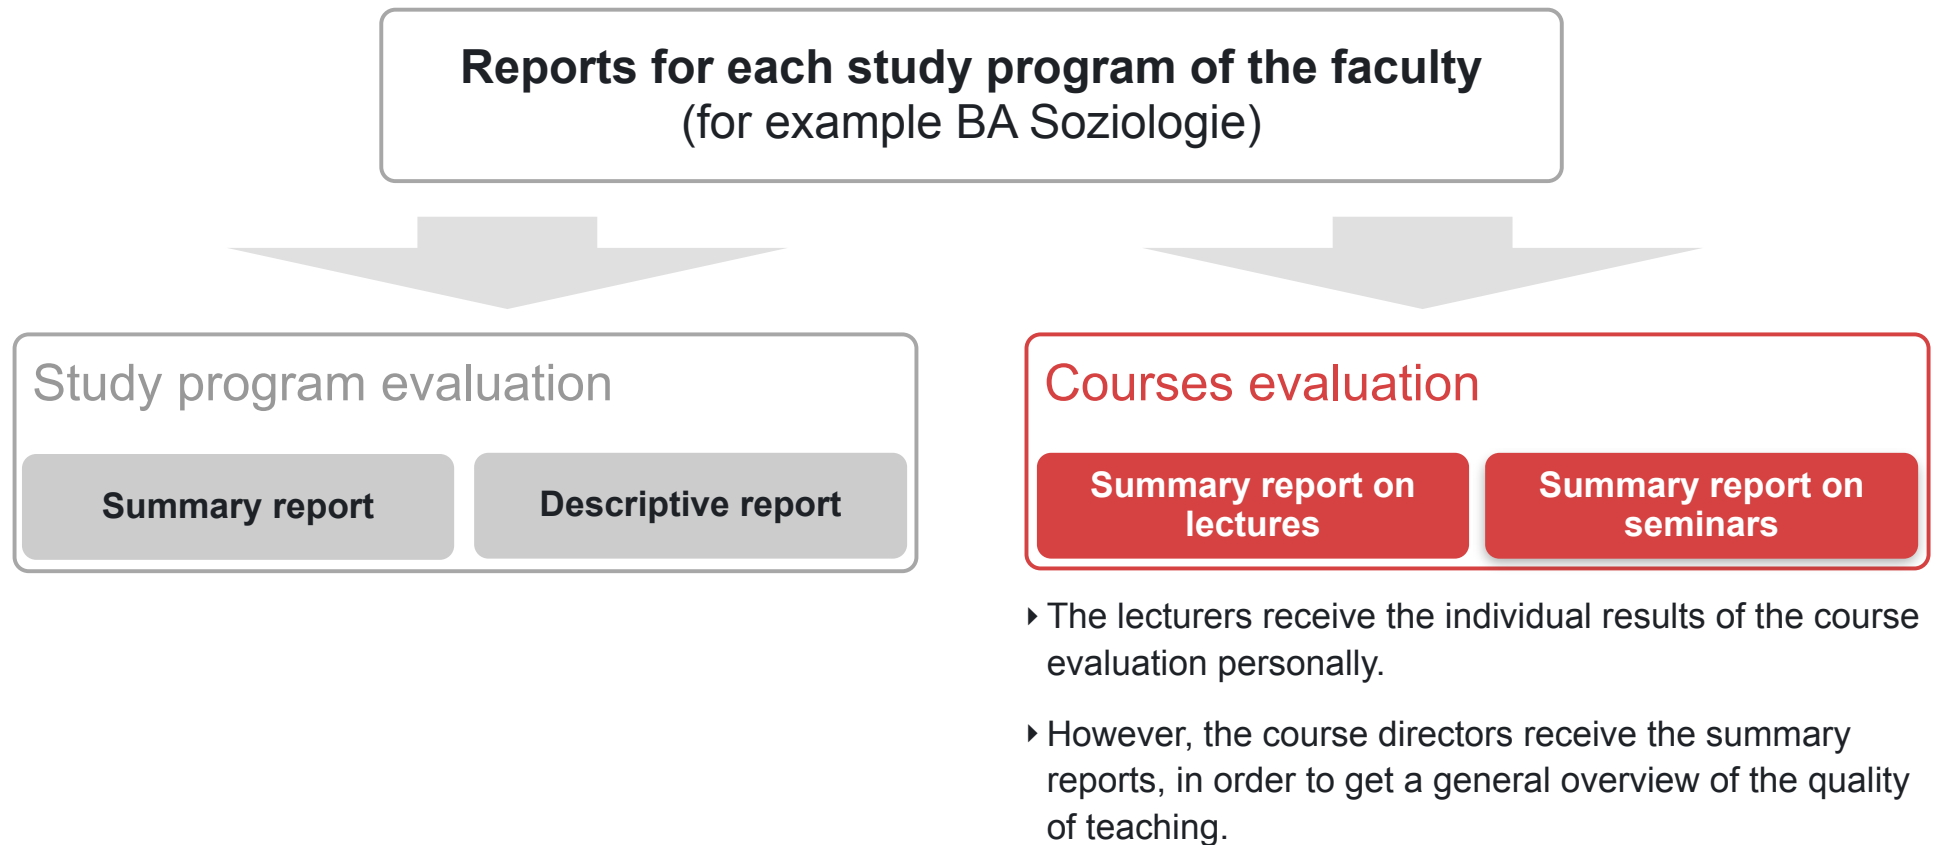 Reports for each study program of the faculty
(for example BA Soziologie)
Study program evaluation
Summary report
Descriptive report
Courses evaluation
Summary report on
lectures
Summary report on
seminars
The lecturers receive the individual results of the course
evaluation personally.
However, the course directors receive the summary
reports, in order to get a general overview of the quality
of teaching.